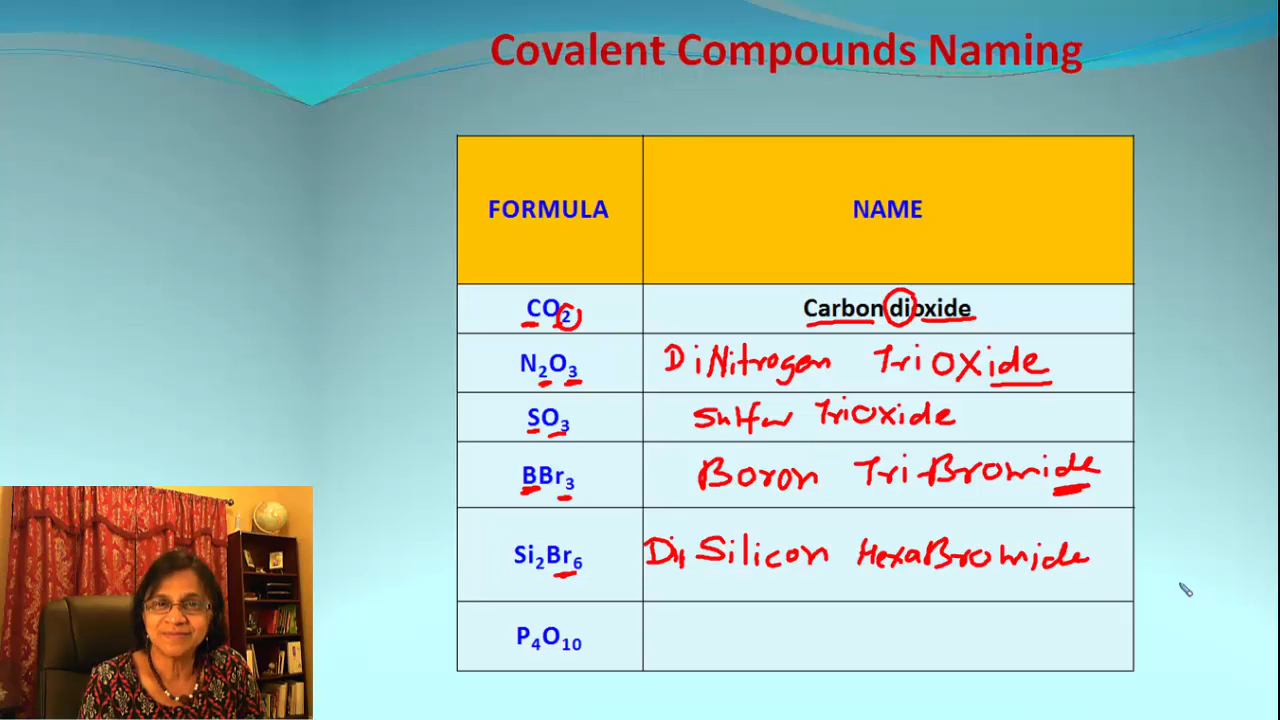 Covalent Compounds Naming
FORMULA NAME
CO₂ Carbon dioxide
N₂O₃ DiNitrogen TriOXide
SO₃ Sulfur TriOxide
BBr₃ Boron TriBromide
Si₂Br₆ Di Silicon HexaBromide
P₄O₁₀